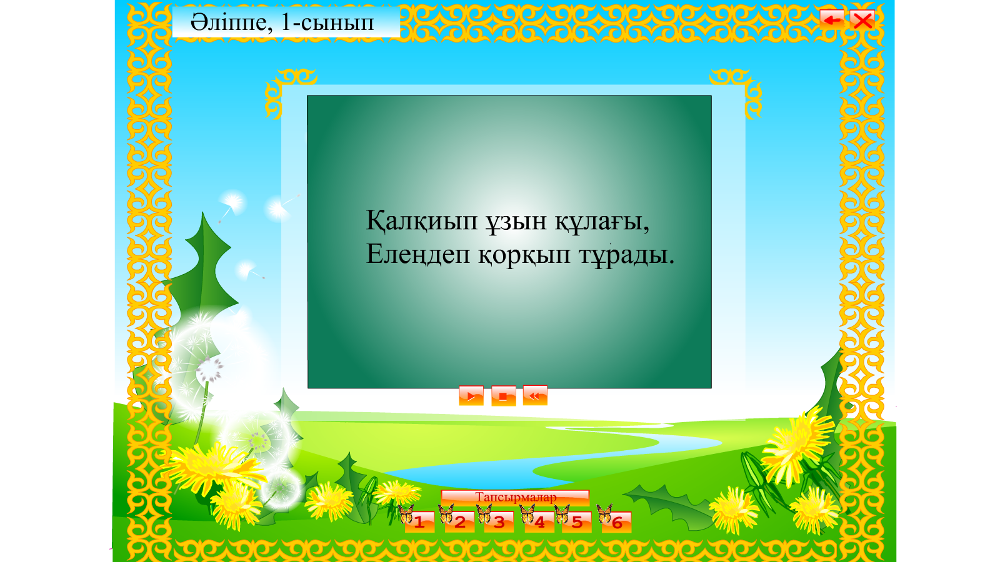 Әліппе, 1-сынып
Қалқиып ұзын құлағы,
Елеңдеп қорқып тұрады.
Тапсырмалар
1 2 3 4 5 6